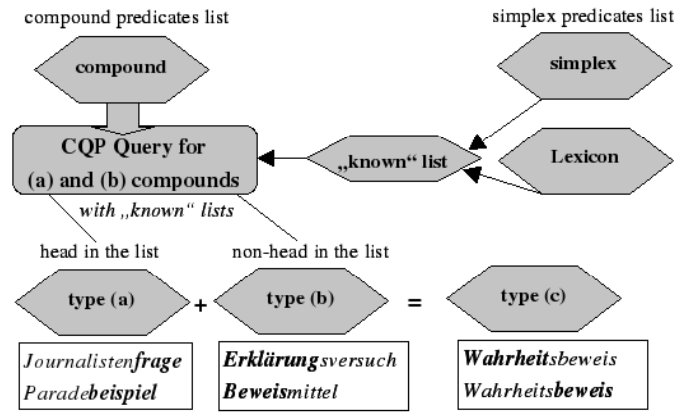 compound predicates list
simplex predicates list
compound
simplex
CQP Query for
(a) and (b) compounds
„known“ list
Lexicon
with „known“ lists
head in the list
non-head in the list
type (a)
+
type (b)
=
type (c)
Journalistenfrage
Paradebeispiel
Erklärungsversuch
Beweismittel
Wahrheitsbeweis
Wahrheitsbeweis